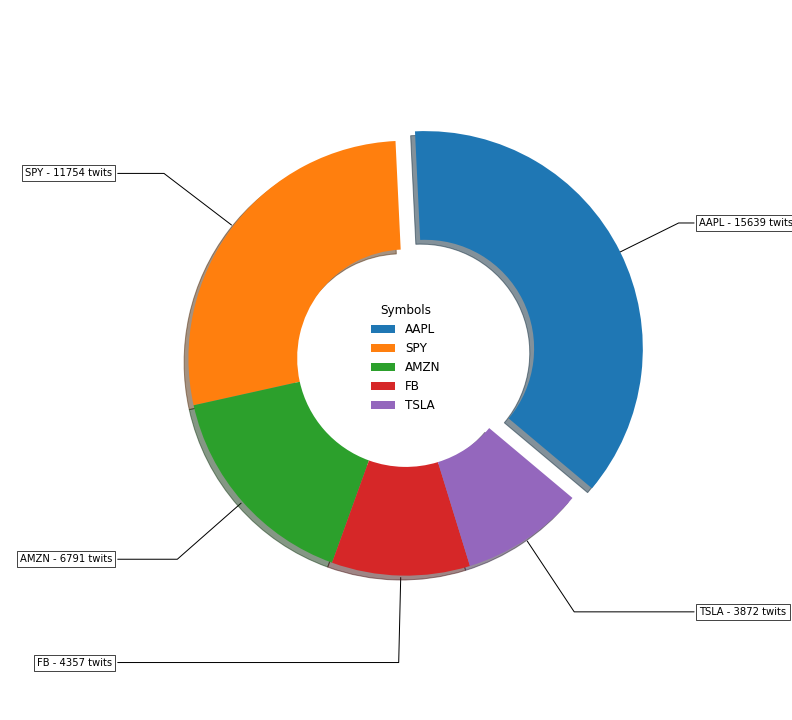 SPY - 11754 twits
AAPL - 15639 twits
Symbols
AAPL
SPY
AMZN
FB
TSLA
AMZN - 6791 twits
TSLA - 3872 twits
FB - 4357 twits